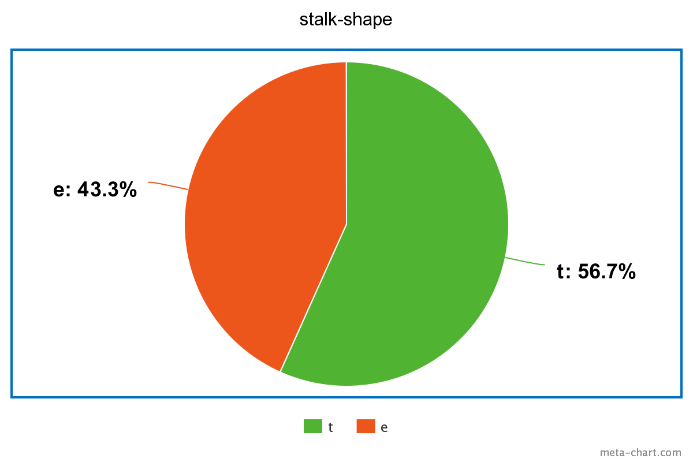 stalk-shape
e: 43.3%
t: 56.7%
t e
meta-chart.com